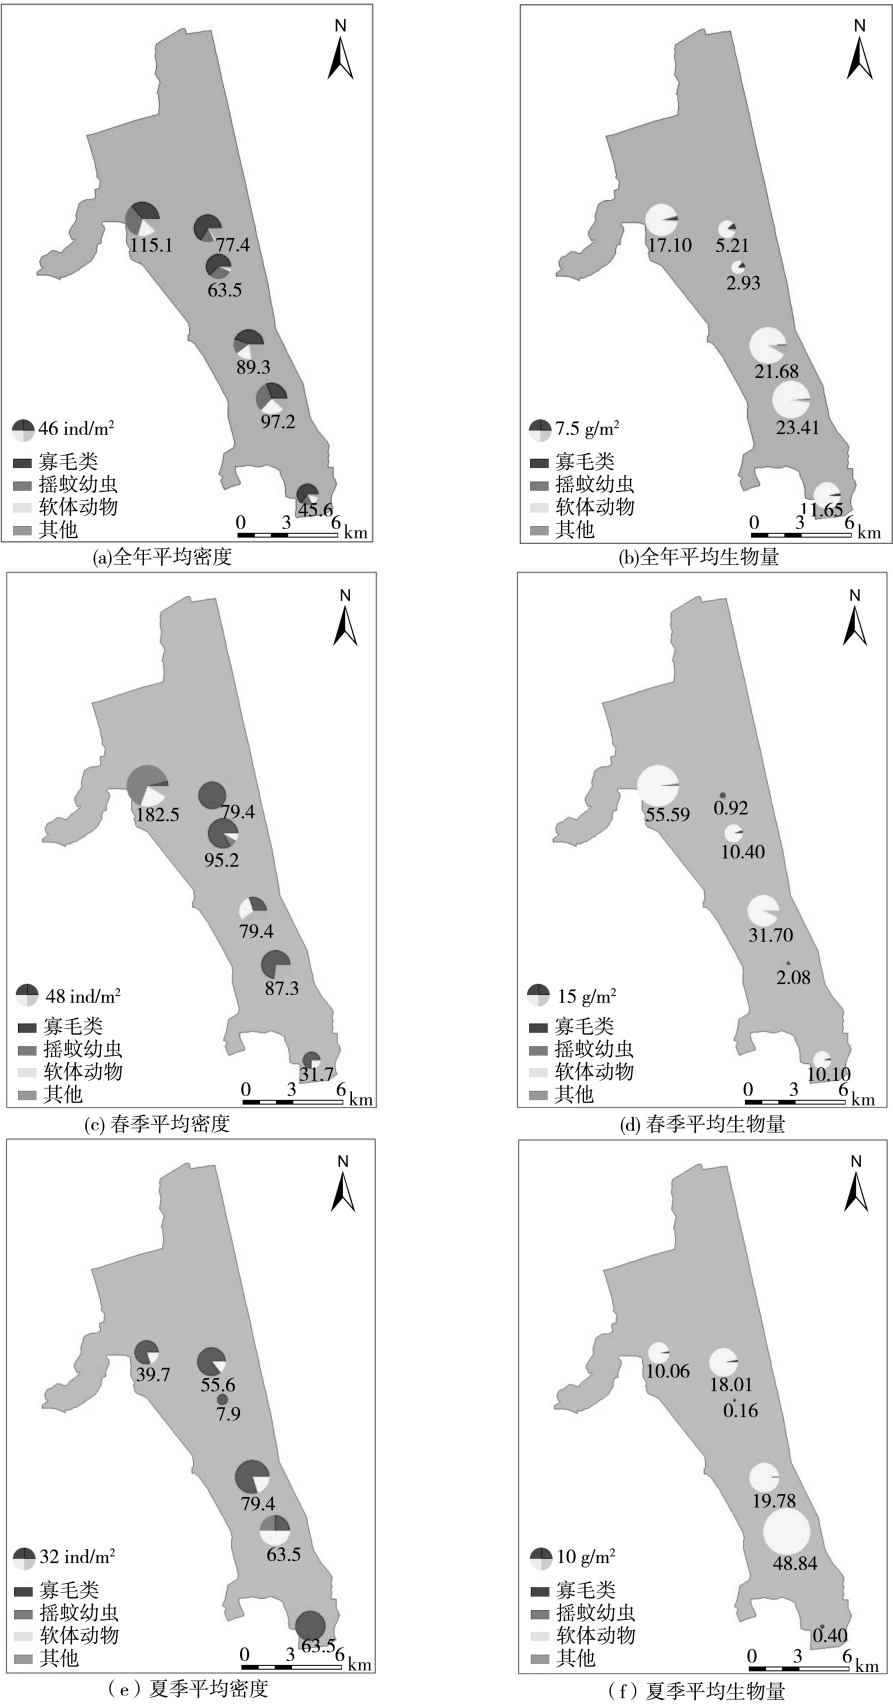 N
115.1
77.4
63.5
89.3
97.2
45.6
46 ind/m²
寡毛类
摇蚊幼虫
软体动物
其他
0 3 6 km
(a)全年平均密度
N
17.10
5.21
2.93
21.68
23.41
11.65
7.5 g/m²
寡毛类
摇蚊幼虫
软体动物
其他
0 3 6 km
(b)全年平均生物量
N
182.5
79.4
95.2
79.4
87.3
31.7
48 ind/m²
寡毛类
摇蚊幼虫
软体动物
其他
0 3 6 km
(c) 春季平均密度
N
55.59
0.92
10.40
31.70
2.08
10.10
15 g/m²
寡毛类
摇蚊幼虫
软体动物
其他
0 3 6 km
(d) 春季平均生物量
N
39.7
55.6
7.9
79.4
63.5
63.5
32 ind/m²
寡毛类
摇蚊幼虫
软体动物
其他
0 3 6 km
(e) 夏季平均密度
N
10.06
18.01
0.16
19.78
48.84
0.40
10 g/m²
寡毛类
摇蚊幼虫
软体动物
其他
0 3 6 km
(f) 夏季平均生物量